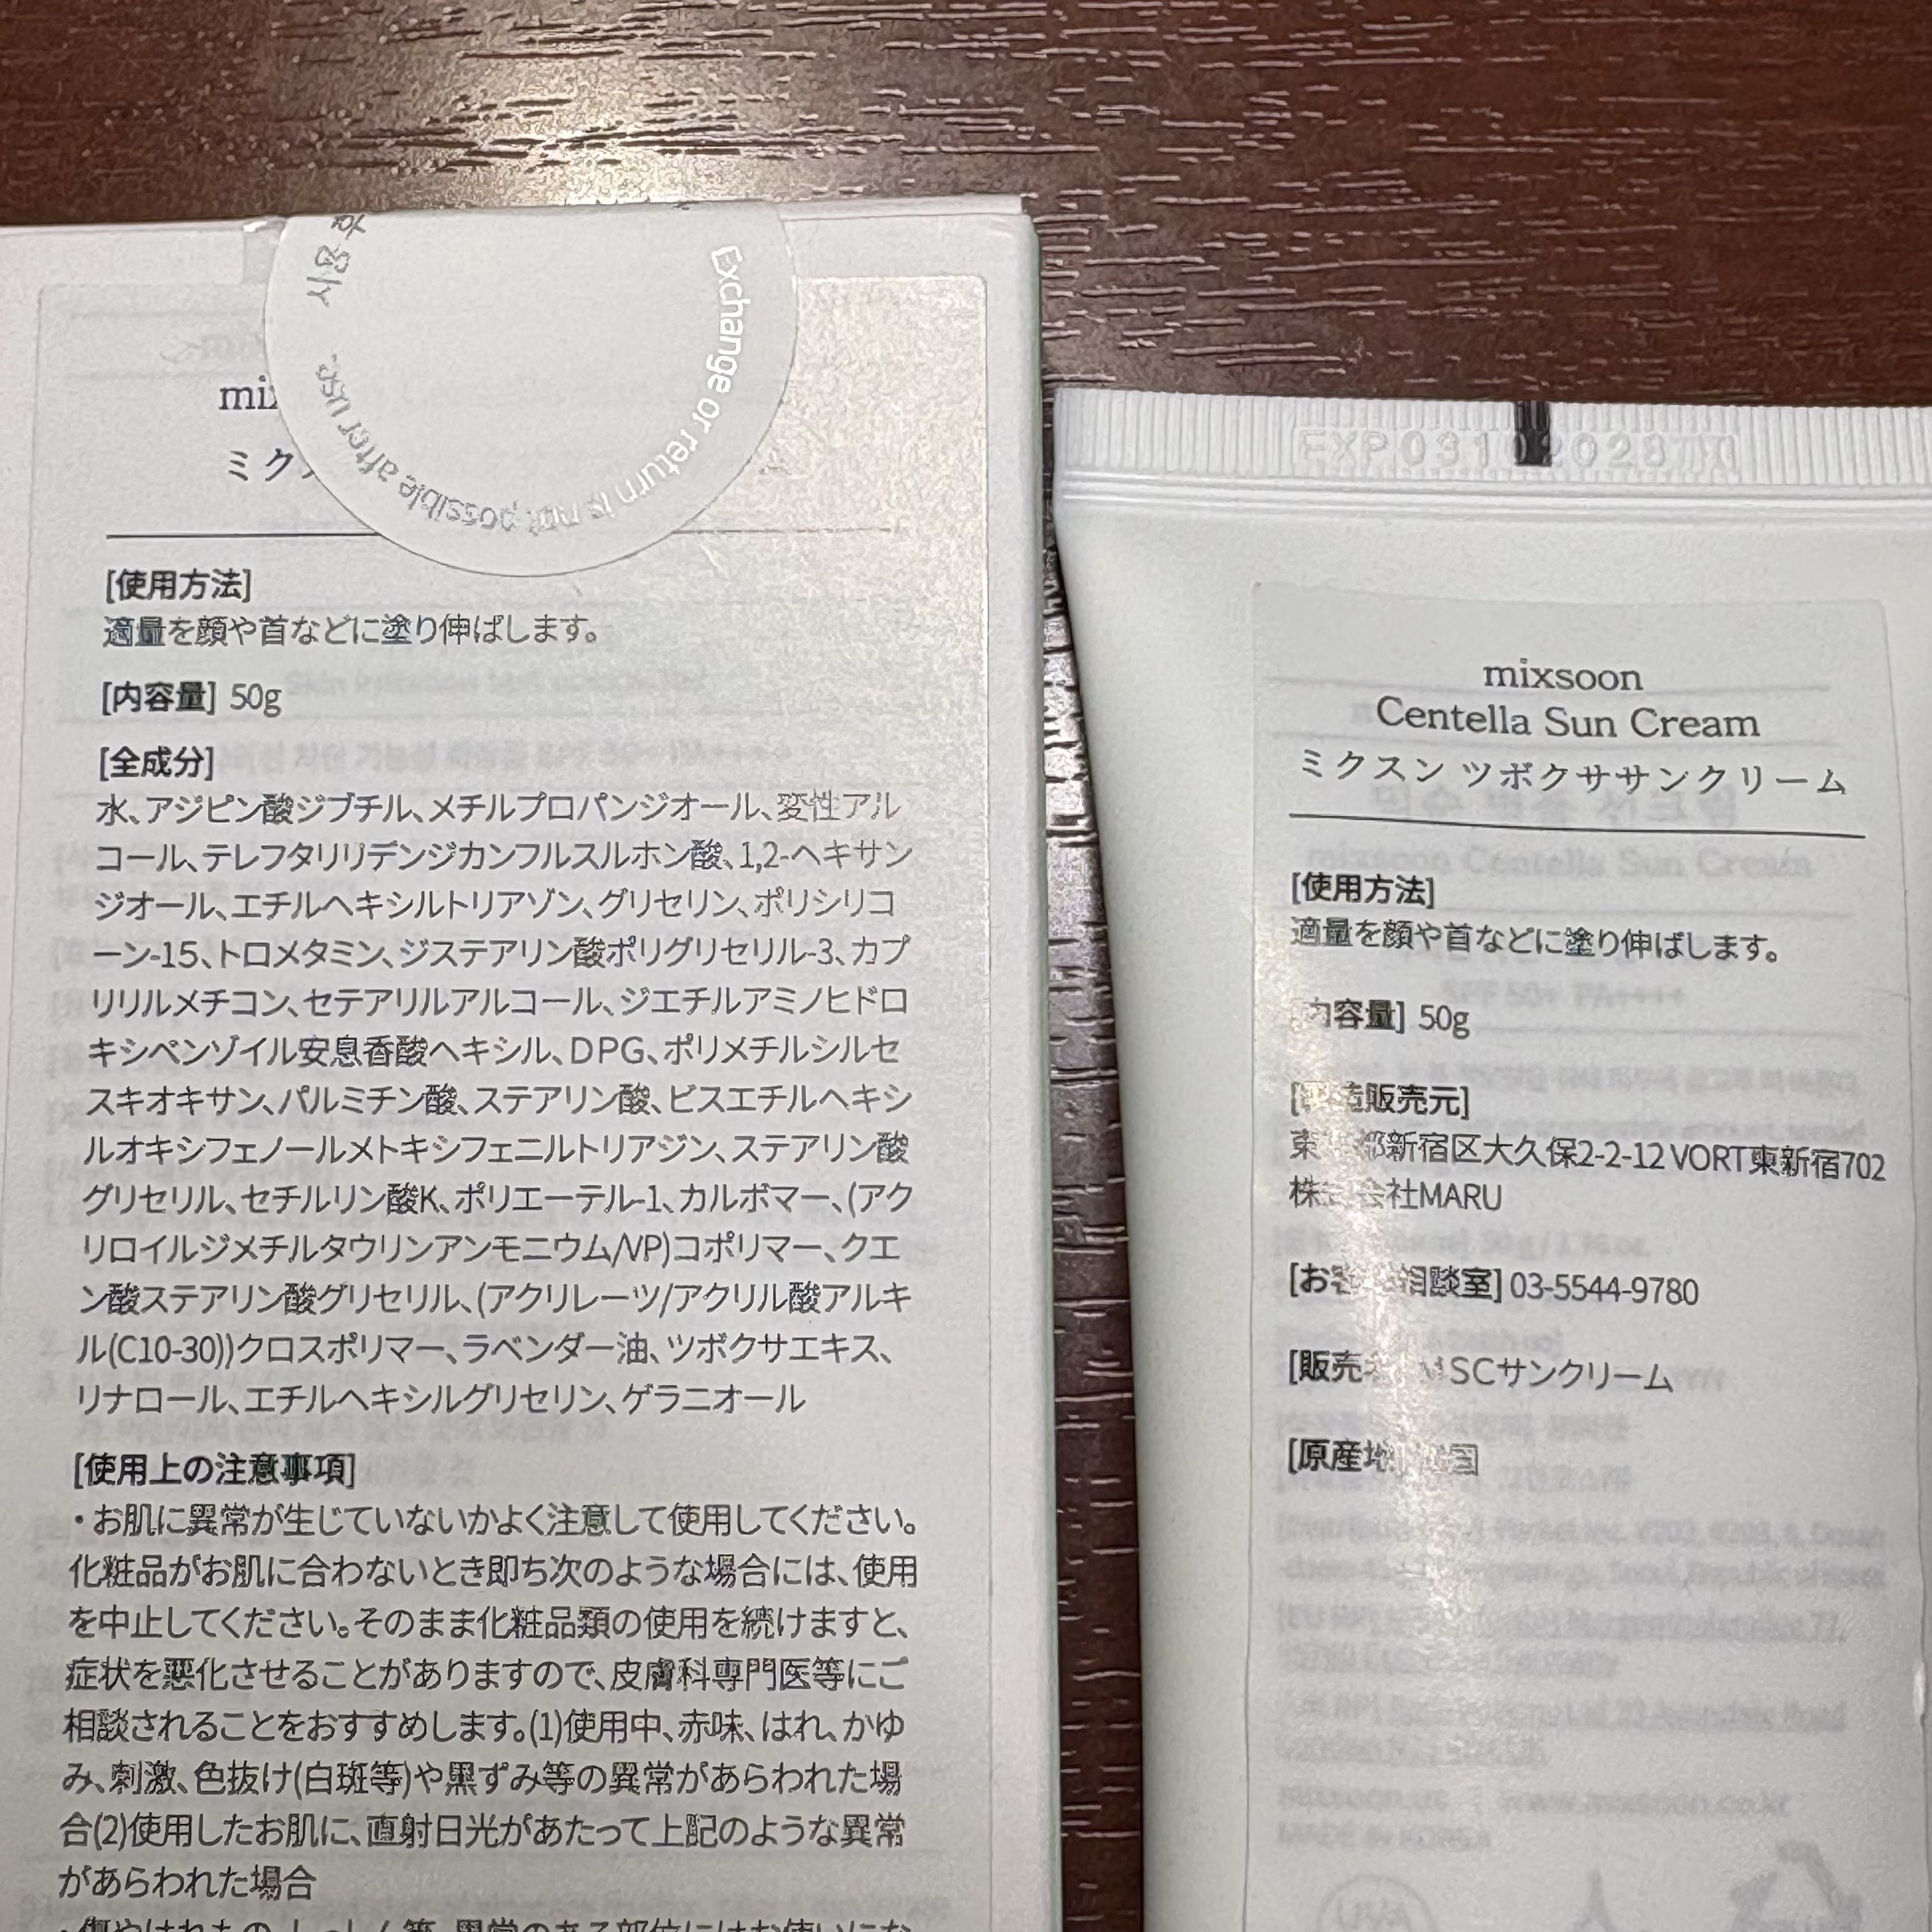 Exchange or return is not possible after use.
[使用方法]
適量を顔や首などに塗り伸ばします。
[内容量] 50g
[全成分]
水、アジピン酸ジブチル、メチルプロパンジオール、変性アル
コール、テレフタリリデンジカンフルスルホン酸、1,2-ヘキサン
ジオール、エチルヘキシルトリアゾン、グリセリン、ポリシリコ
ーン-15、トロメタミン、ジステアリン酸ポリグリセリル-3、カプ
リリルメチコン、セテアリルアルコール、ジエチルアミノヒドロ
キシベンゾイル安息香酸ヘキシル、DPG、ポリメチルシルセ
スキオキサン、パルミチン酸、ステアリン酸、ビスエチルヘキシ
ルオキシフェノールメトキシフェニルトリアジン、ステアリン酸
グリセリル、セチルリン酸K、ポリエーテル-1、カルボマー、(アク
リロイルジメチルタウリンアンモニウム/VP)コポリマー、クエ
ン酸ステアリン酸グリセリル、(アクリレーツ/アクリル酸アルキ
ル(C10-30))クロスポリマー、ラベンダー油、ツボクサエキス、
リナロール、エチルヘキシルグリセリン、ゲラニオール
[使用上の注意事項]
・お肌に異常が生じていないかよく注意して使用してください。
化粧品がお肌に合わないとき即ち次のような場合には、使用
を中止してください。そのまま化粧品類の使用を続けますと、
症状を悪化させることがありますので、皮膚科専門医等にご
相談されることをおすすめします。(1)使用中、赤味、はれ、かゆ
み、刺激、色抜け(白斑等)や黒ずみ等の異常があらわれた場
合(2)使用したお肌に、直射日光があたって上記のような異常
があらわれた場合
・傷やはれもの、しっしん等、異常のある部位にはお使いにな
EXP 03102028
mixsoon
Centella Sun Cream
ミクスン ツボクササンクリーム
[使用方法]
適量を顔や首などに塗り伸ばします。
[内容量] 50g
販売元]
東 都新宿区大久保2-2-12 VORT東新宿702
株 会社MARU
[お 相談室] 03-5544-9780
[販売 SCサンクリーム
[原産地] 国